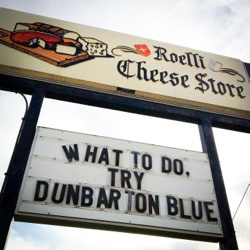 Roelli
Cheese Store
WHAT TO DO,
TRY
DUNBARTON BLUE